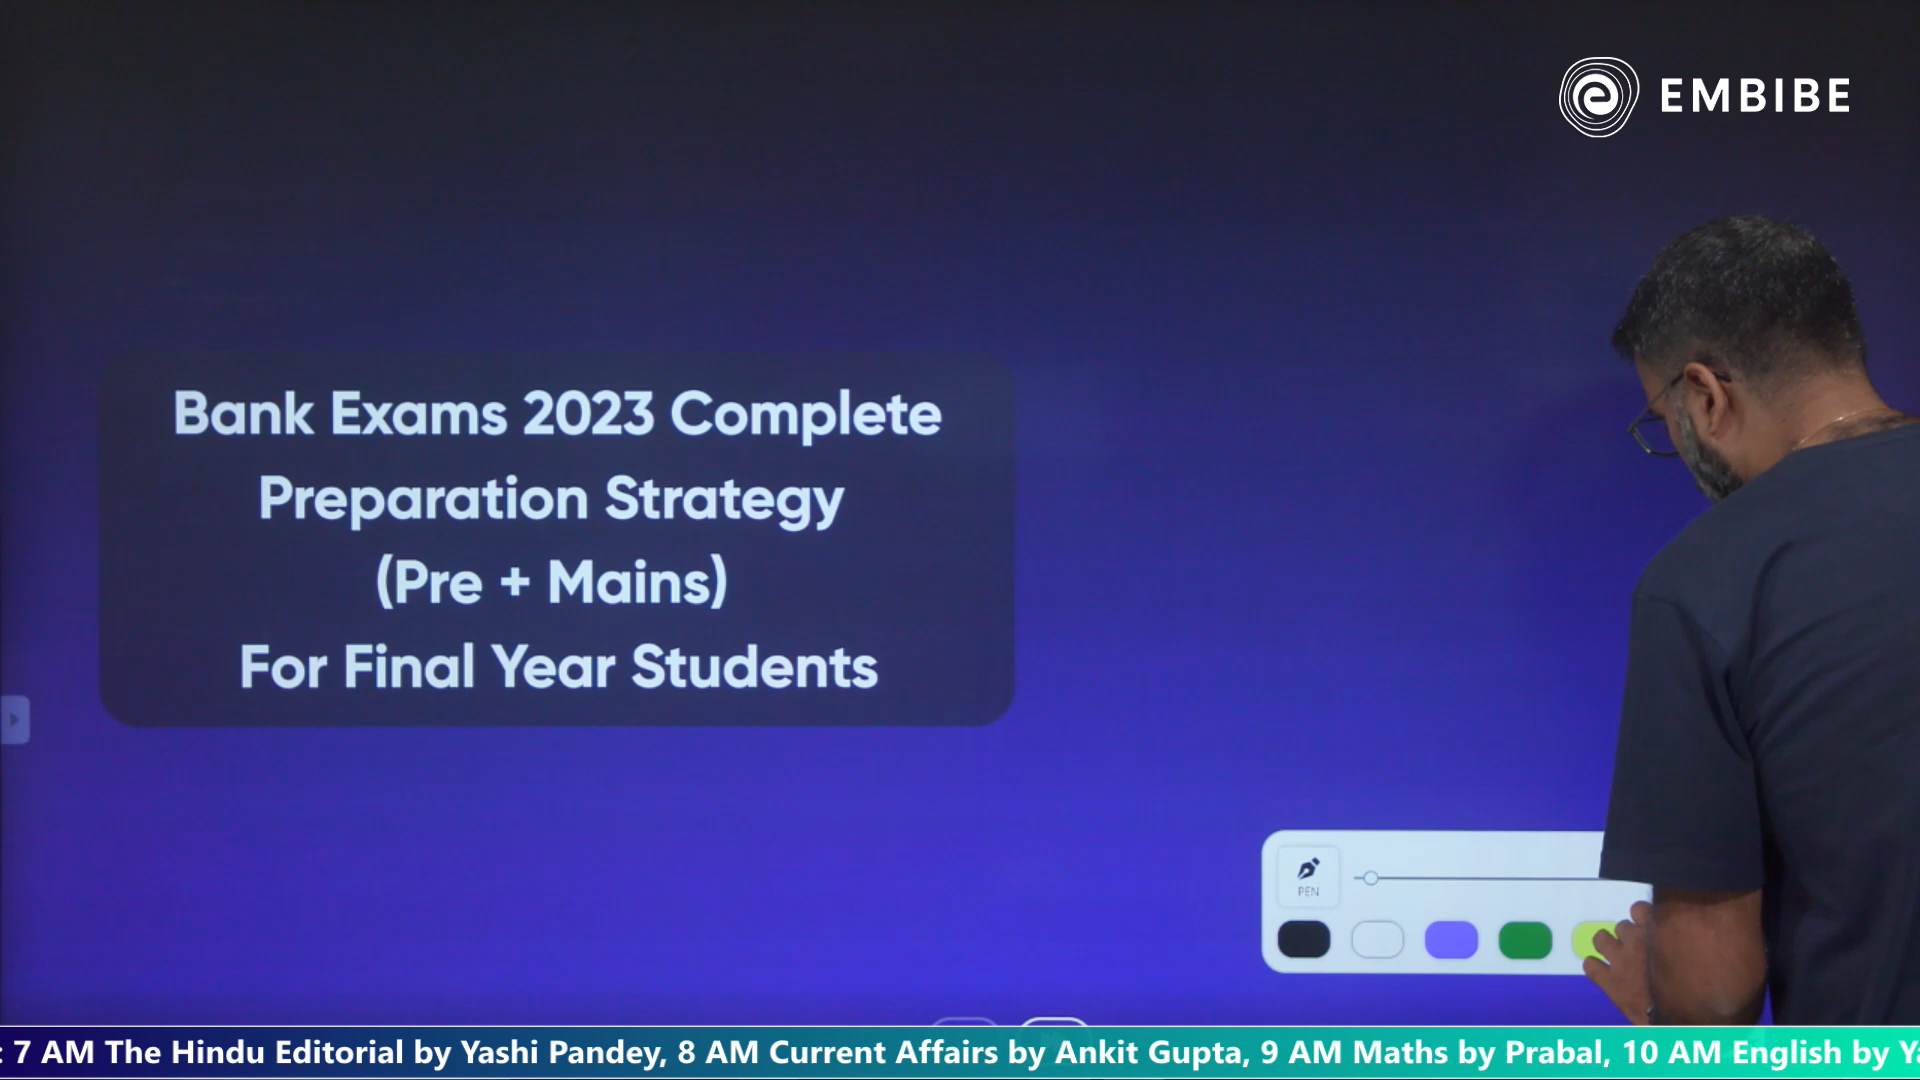 EMBIBE
Bank Exams 2023 Complete
Preparation Strategy
(Pre + Mains)
For Final Year Students
PEN
: 7 AM The Hindu Editorial by Yashi Pandey, 8 AM Current Affairs by Ankit Gupta, 9 AM Maths by Prabal, 10 AM English by